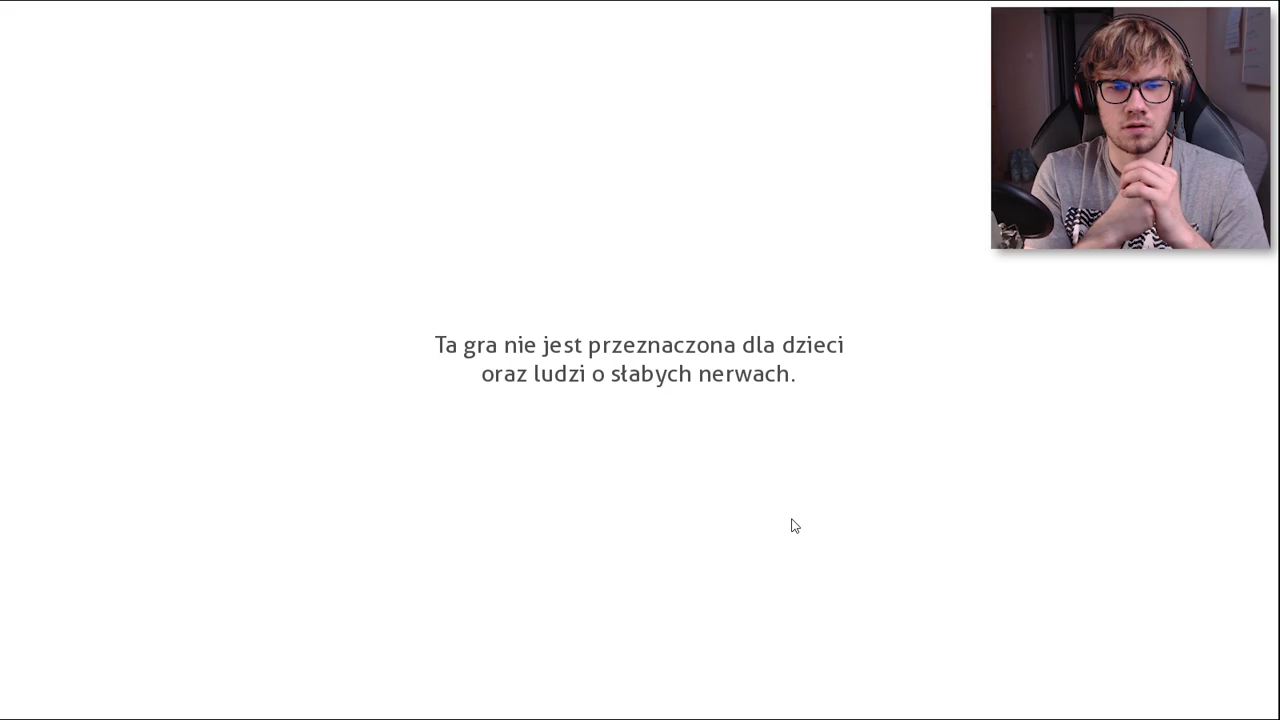 Ta gra nie jest przeznaczona dla dzieci
oraz ludzi o słabych nerwach.